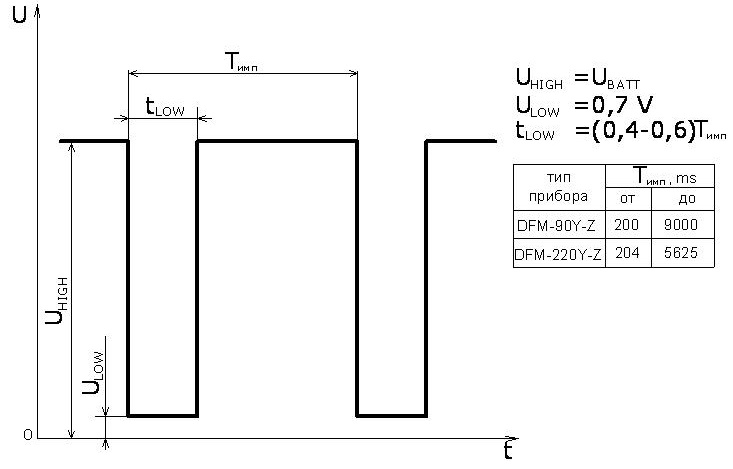 U
Tимп
tLOW
UHIGH
ULOW
0
t
UHIGH =UBATT
ULOW =0,7 V
tLOW =(0,4-0,6)Tимп
тип прибора
Tимп, ms
от
до
DFM-90Y-Z 200 9000
DFM-220Y-Z 204 5625